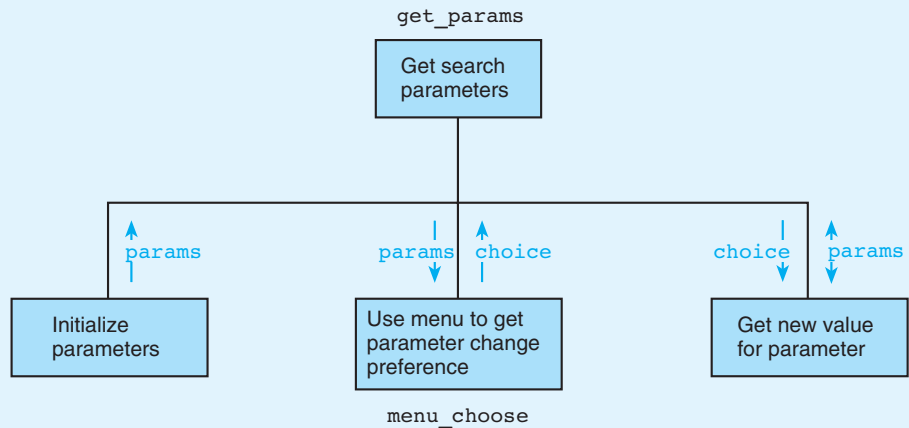 get_params
Get search
parameters
params
params choice
choice params
Initialize
parameters
Use menu to get
parameter change
preference
Get new value
for parameter
menu_choose